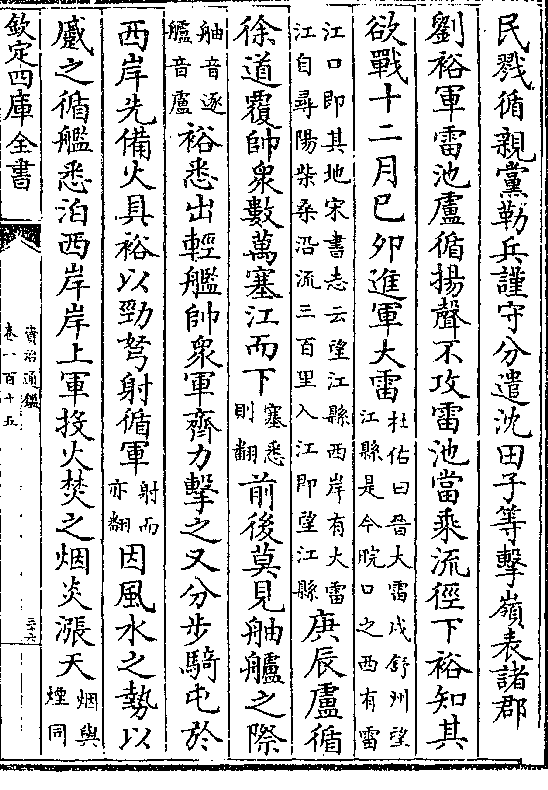 民戮循親黨勒兵謹守分遣沈田子等擊嶺表諸郡
劉裕軍雷池盧循揚聲不攻雷池當乘流徑下裕知其
欲戰十二月已夘進軍大雷
杜佑曰晉大雷戍舒州望
江縣是今晥口之西有雷
江口即其地宋書志云望江縣西岸有大雷
江自尋陽柴桑沿流三百里入江即望江縣
庚辰盧循
徐道覆帥衆數萬塞江而下
塞悉
則翻
前後莫見舳艫之際
舳音逐
艫音盧
裕悉出輕艦帥衆軍齊力擊之又分步騎屯於
西岸先備火具裕以勁弩射循軍
射而
亦翻
因風水之勢以
蹙之循艦悉泊西岸岸上軍投火焚之烟炎漲天
烟與
煙同
欽定四庫全書
資治通鑑
卷一百十五
二十六